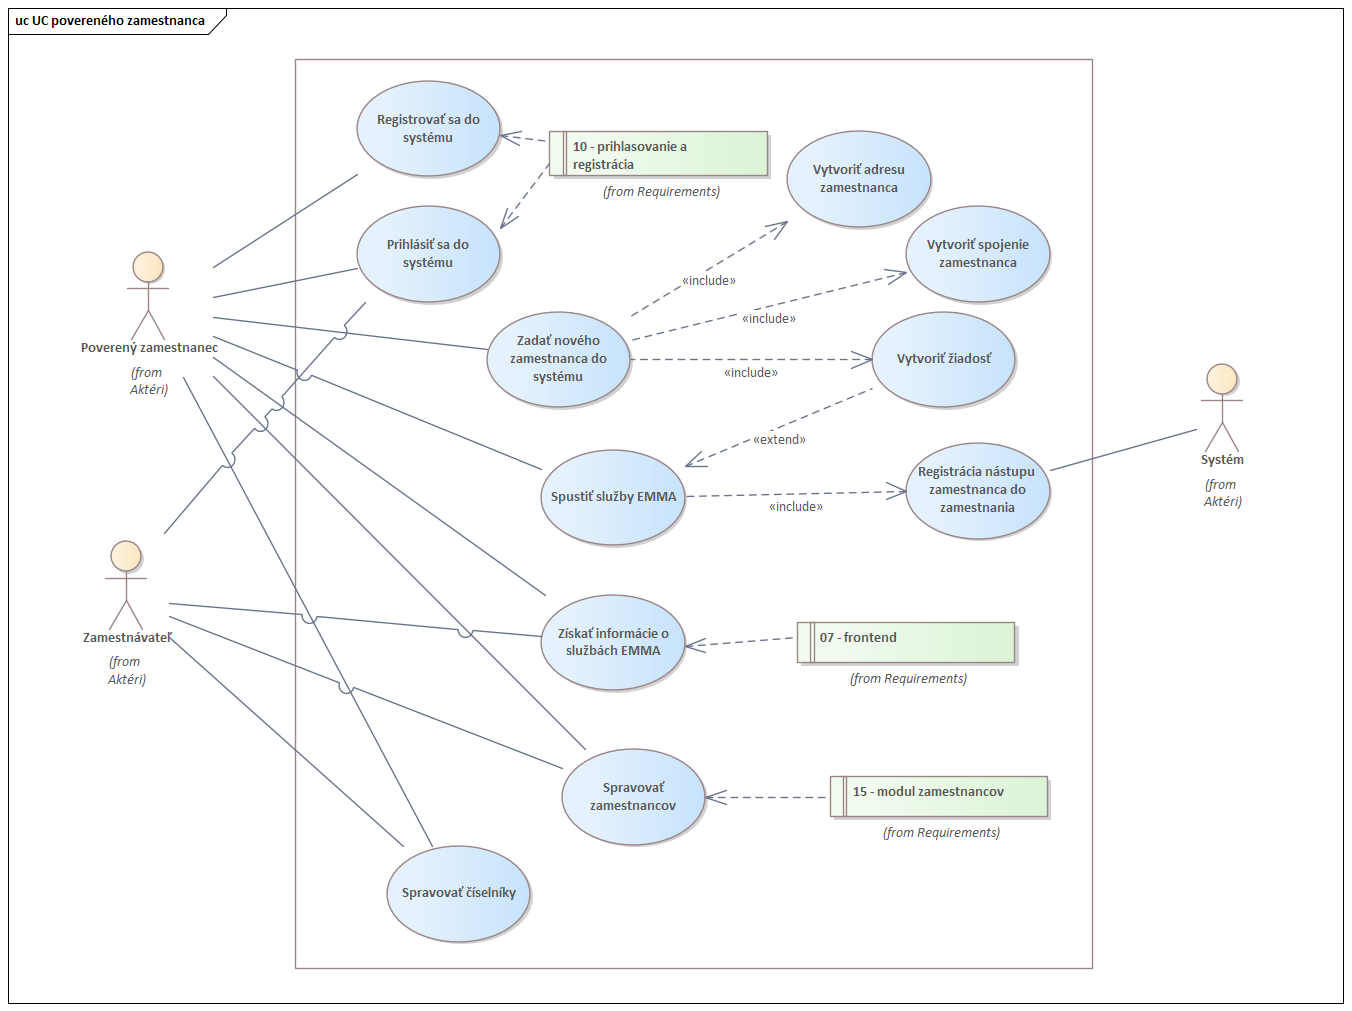 uc UC povereného zamestnanca
Registrovať sa do
systému
10 - prihlasovanie a
registrácia
(from Requirements)
Vytvoriť adresu
zamestnanca
Prihlásiť sa do
systému
Vytvoriť spojenie
zamestnanca
«include»
«include»
Poverený zamestnanec
(from
Aktéri)
Zadať nového
zamestnanca do
systému
«include»
Vytvoriť žiadosť
«extend»
Systém
(from
Aktéri)
Spustiť služby EMMA
«include»
Registrácia nástupu
zamestnanca do
zamestnania
Zamestnávateľ
(from
Aktéri)
Získať informácie o
službách EMMA
07 - frontend
(from Requirements)
Spravovať
zamestnancov
15 - modul zamestnancov
(from Requirements)
Spravovať číselníky